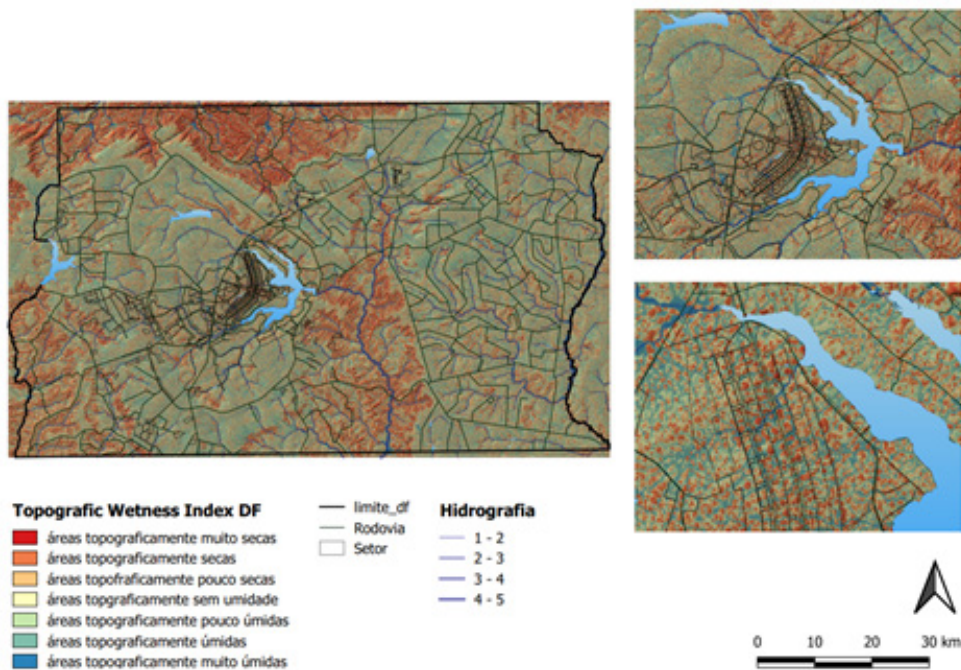 Topografic Wetness Index DF
áreas topograficamente muito secas
áreas topograficamente secas
áreas topofraficamente pouco secas
áreas topgraficamente sem umidade
áreas topograficamente pouco úmidas
áreas topograficamente úmidas
áreas topograficamente muito úmidas
limite_df
Rodovia
Setor
Hidrografia
1 - 2
2 - 3
3 - 4
4 - 5
0 10 20 30 km